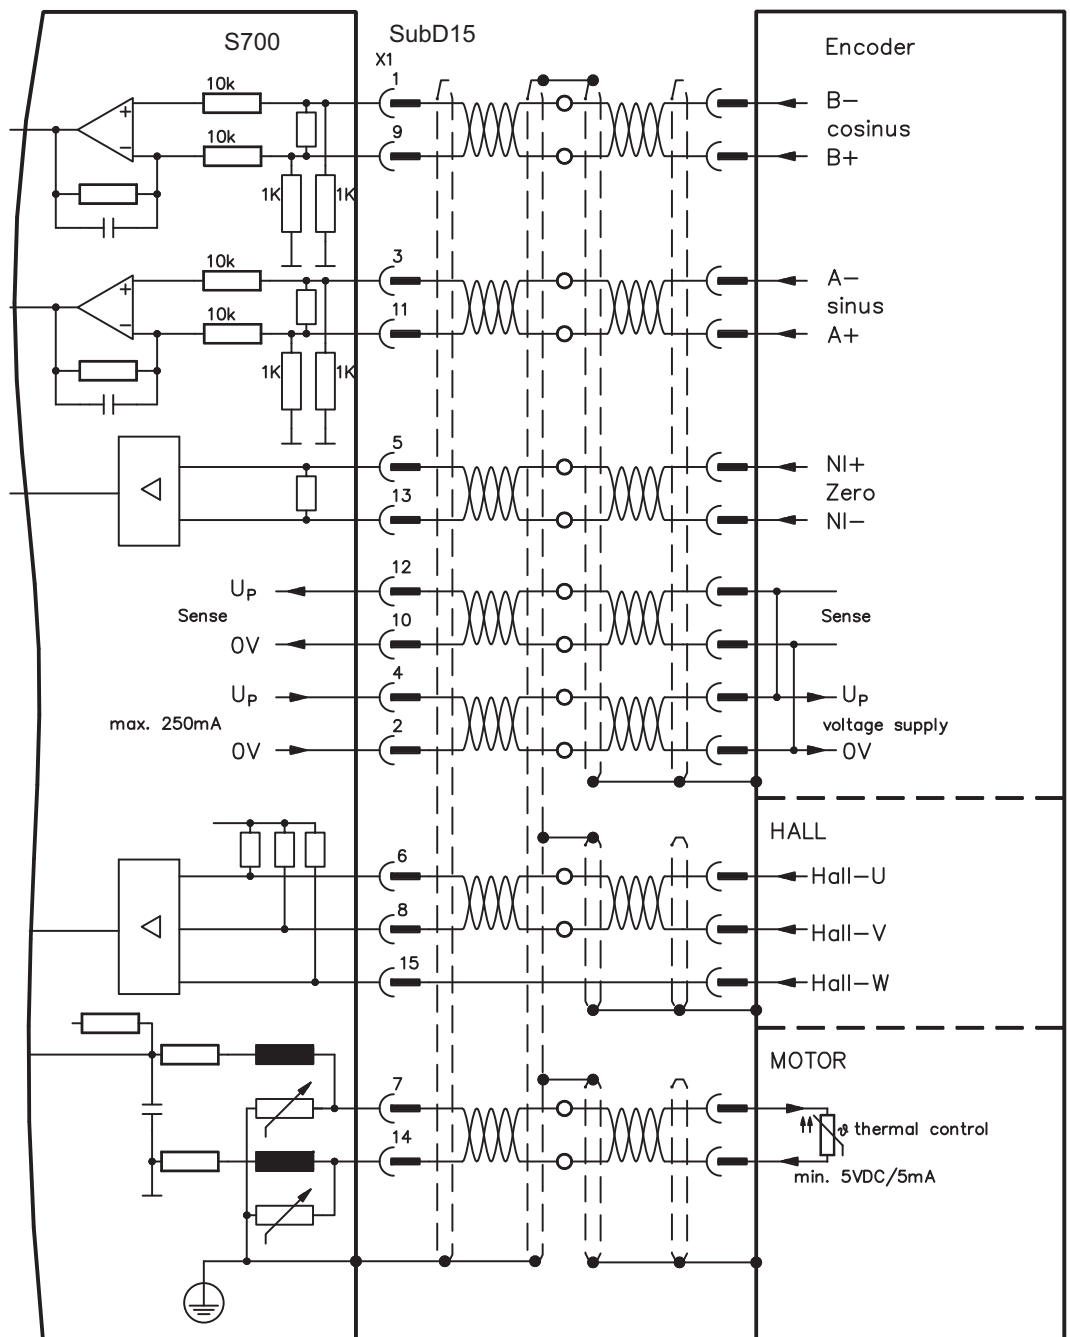 S700
SubD15
Encoder
X1
10k
1
B−
+
cosinus
10k
9
−
B+
1K
1K
10k
3
A−
+
sinus
10k
11
−
A+
1K
1K
5
NI+
13
Zero
NI−
UP
12
Sense
Sense
0V
10
UP
4
UP
max. 250mA
voltage supply
0V
2
0V
HALL
6
Hall−U
8
Hall−V
15
Hall−W
MOTOR
7
ϑ thermal control
14
min. 5VDC/5mA